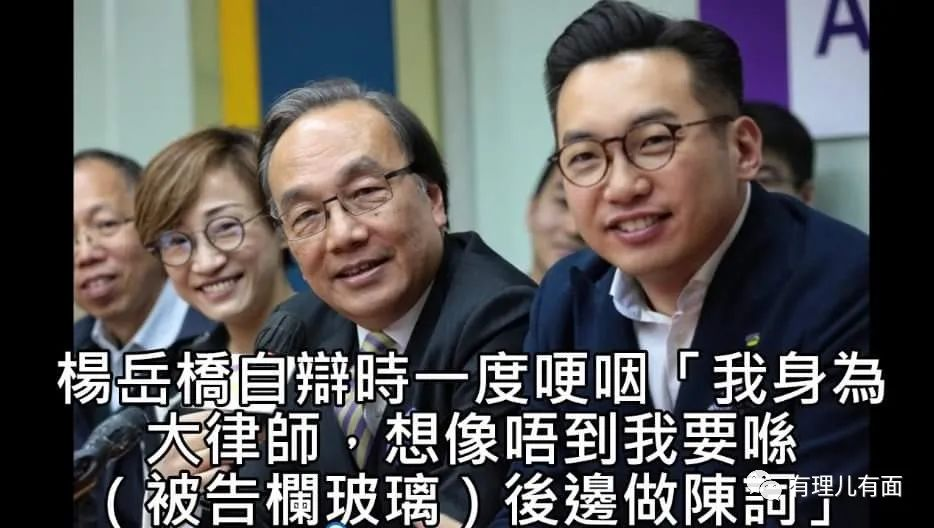 A
楊岳橋自辯時一度哽咽「我身為
大律師，想像唔到我要喺
（被告欄玻璃）後邊做陳詞」
有理儿有面